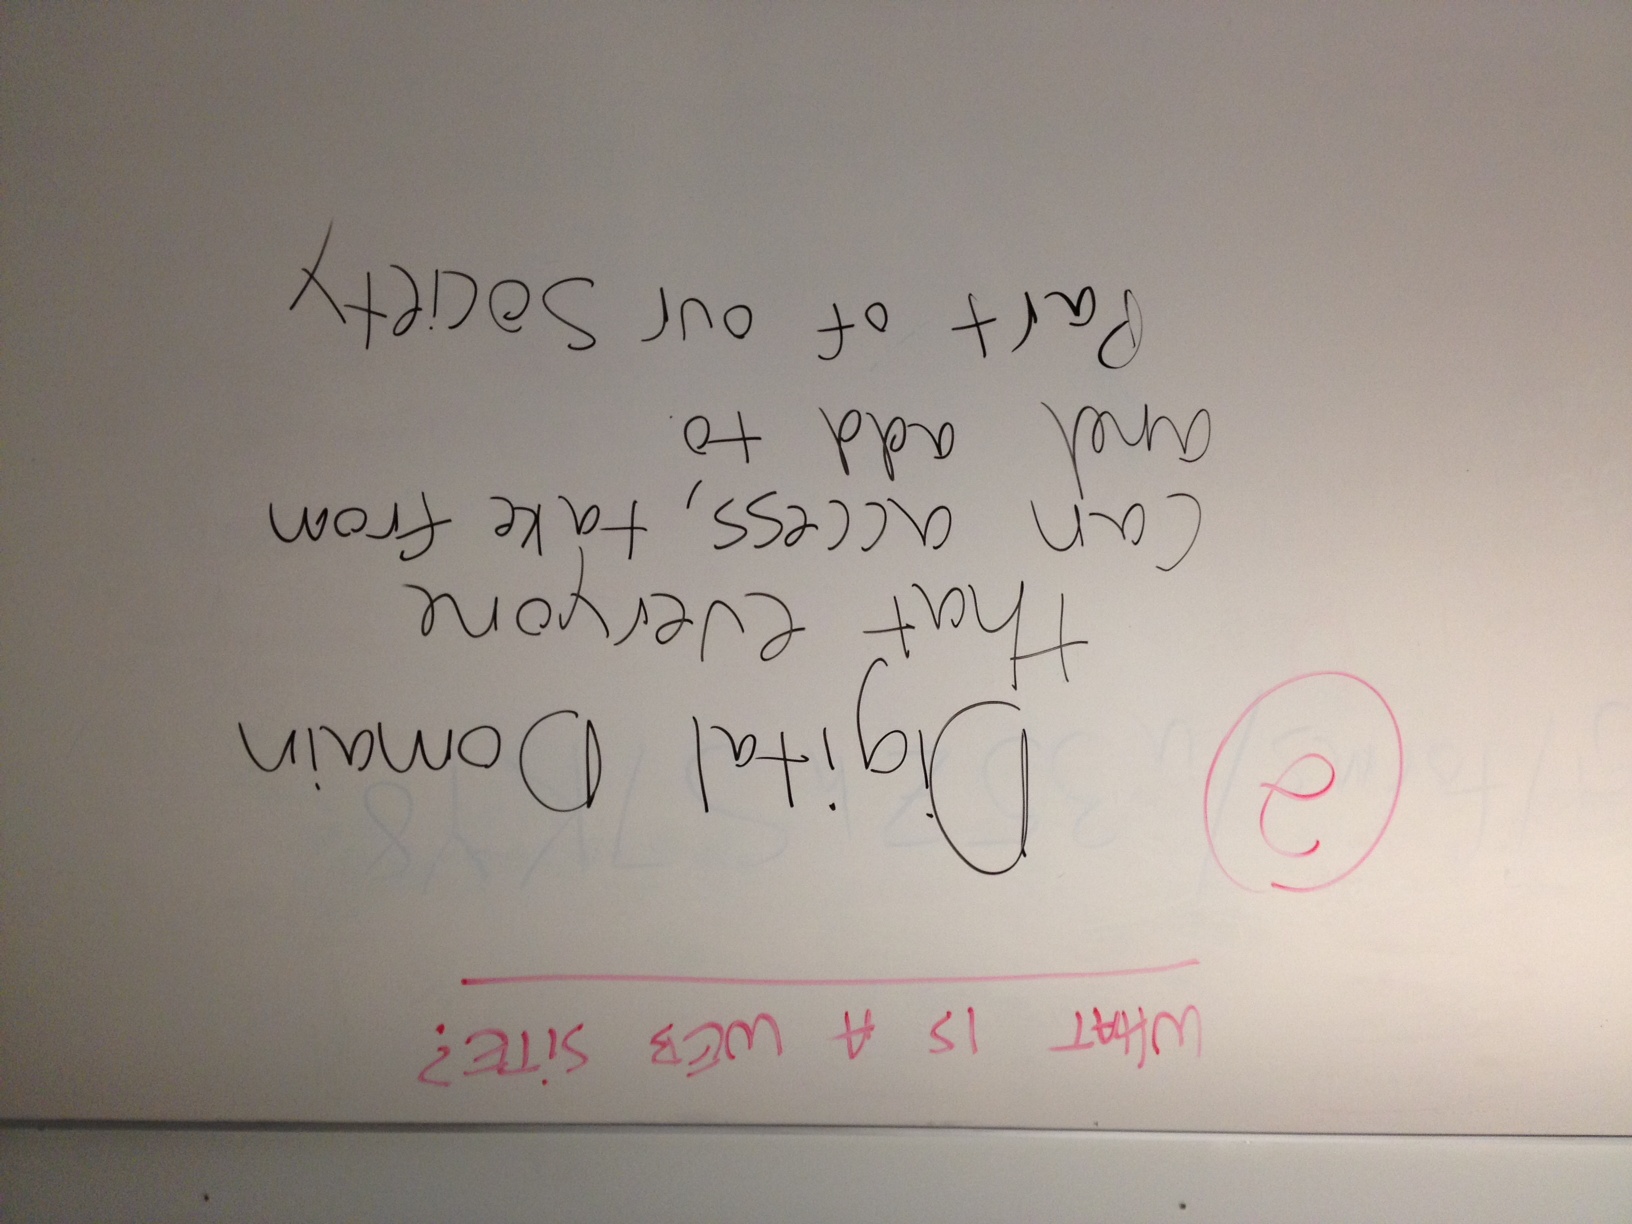 WHAT IS A WEB SiTE?
2
Digital Domain
that everyone
Can access, take from
and add to.
Part of our Society